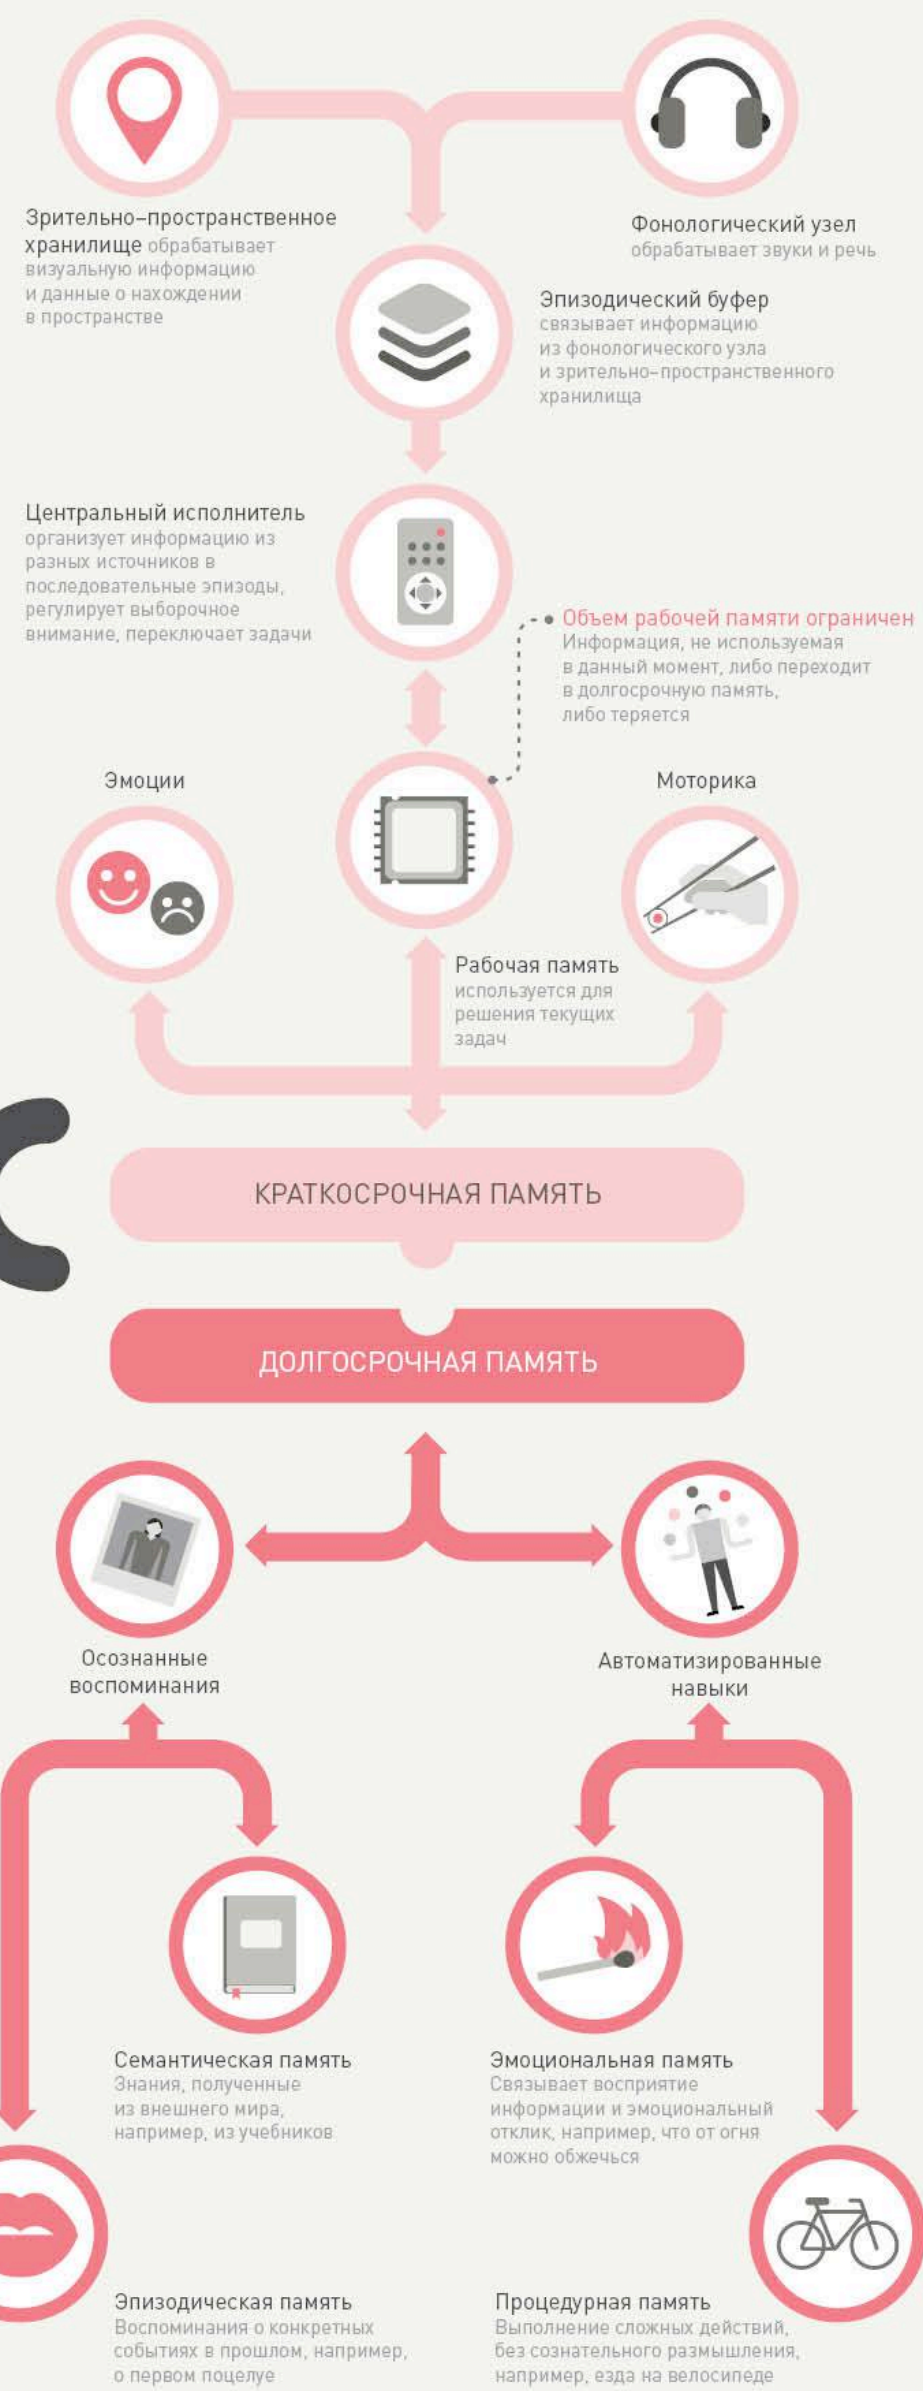 Зрительно-пространственное
хранилище обрабатывает
визуальную информацию
и данные о нахождении
в пространстве
Фонологический узел
обрабатывает звуки и речь
Эпизодический буфер
связывает информацию
из фонологического узла
и зрительно-пространственного
хранилища
Центральный исполнитель
организует информацию из
разных источников в
последовательные эпизоды,
регулирует выборочное
внимание, переключает задачи
Объем рабочей памяти ограничен
Информация, не используемая
в данный момент, либо переходит
в долгосрочную память,
либо теряется
Эмоции
Моторика
Рабочая память
используется для
решения текущих
задач
КРАТКОСРОЧНАЯ ПАМЯТЬ
ДОЛГОСРОЧНАЯ ПАМЯТЬ
Осознанные
воспоминания
Автоматизированные
навыки
Семантическая память
Знания, полученные
из внешнего мира,
например, из учебников
Эмоциональная память
Связывает восприятие
информации и эмоциональный
отклик, например, что от огня
можно обжечься
Эпизодическая память
Воспоминания о конкретных
событиях в прошлом, например,
о первом поцелуе
Процедурная память
Выполнение сложных действий,
без сознательного размышления,
например, езда на велосипеде